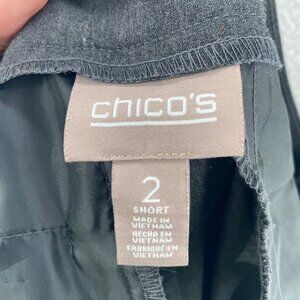 chico's
2
SHORT
MADE IN
VIETNAM
HECHO EN
VIETNAM
FABRIQUÉ EN
VIETNAM